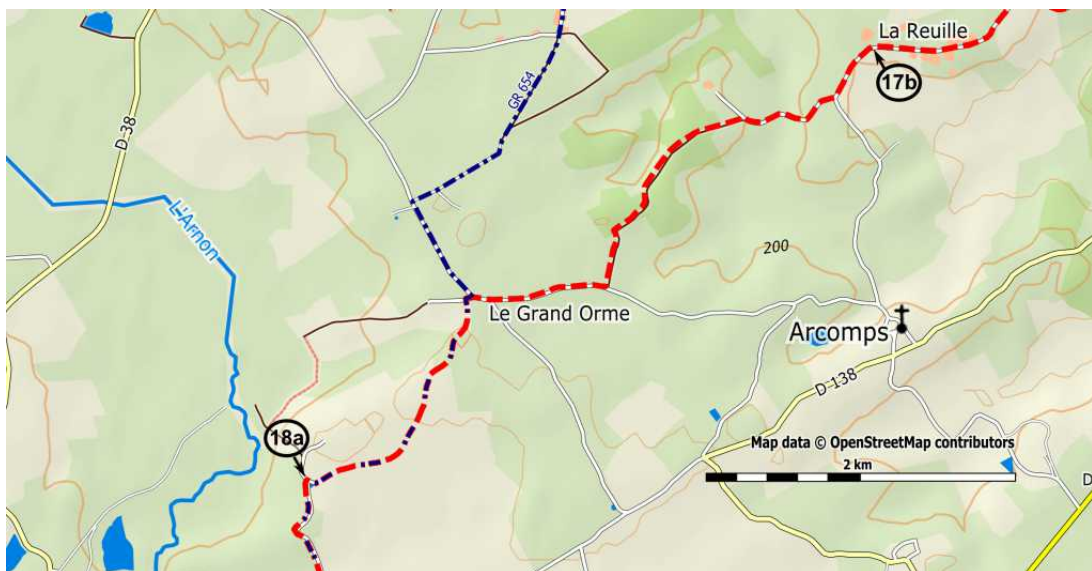 La Reuille
17b
GR 654
D-38
L'Arnon
200
Le Grand Orme
Arcomps
D 138
18a
Map data © OpenStreetMap contributors
2 km
D